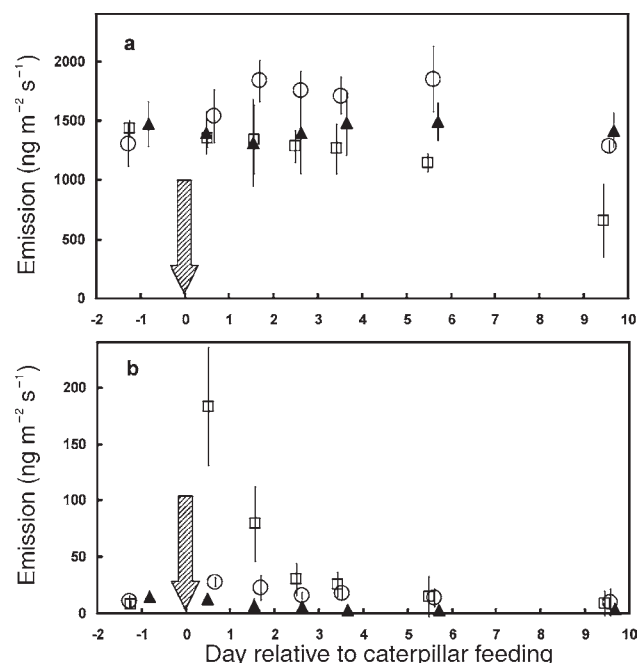 a
Emission (ng m⁻² s⁻¹)
2000
1500
1000
500
0
-2 -1 0 1 2 3 4 5 6 7 8 9 10
b
Emission (ng m⁻² s⁻¹)
200
150
100
50
0
-2 -1 0 1 2 3 4 5 6 7 8 9 10
Day relative to caterpillar feeding